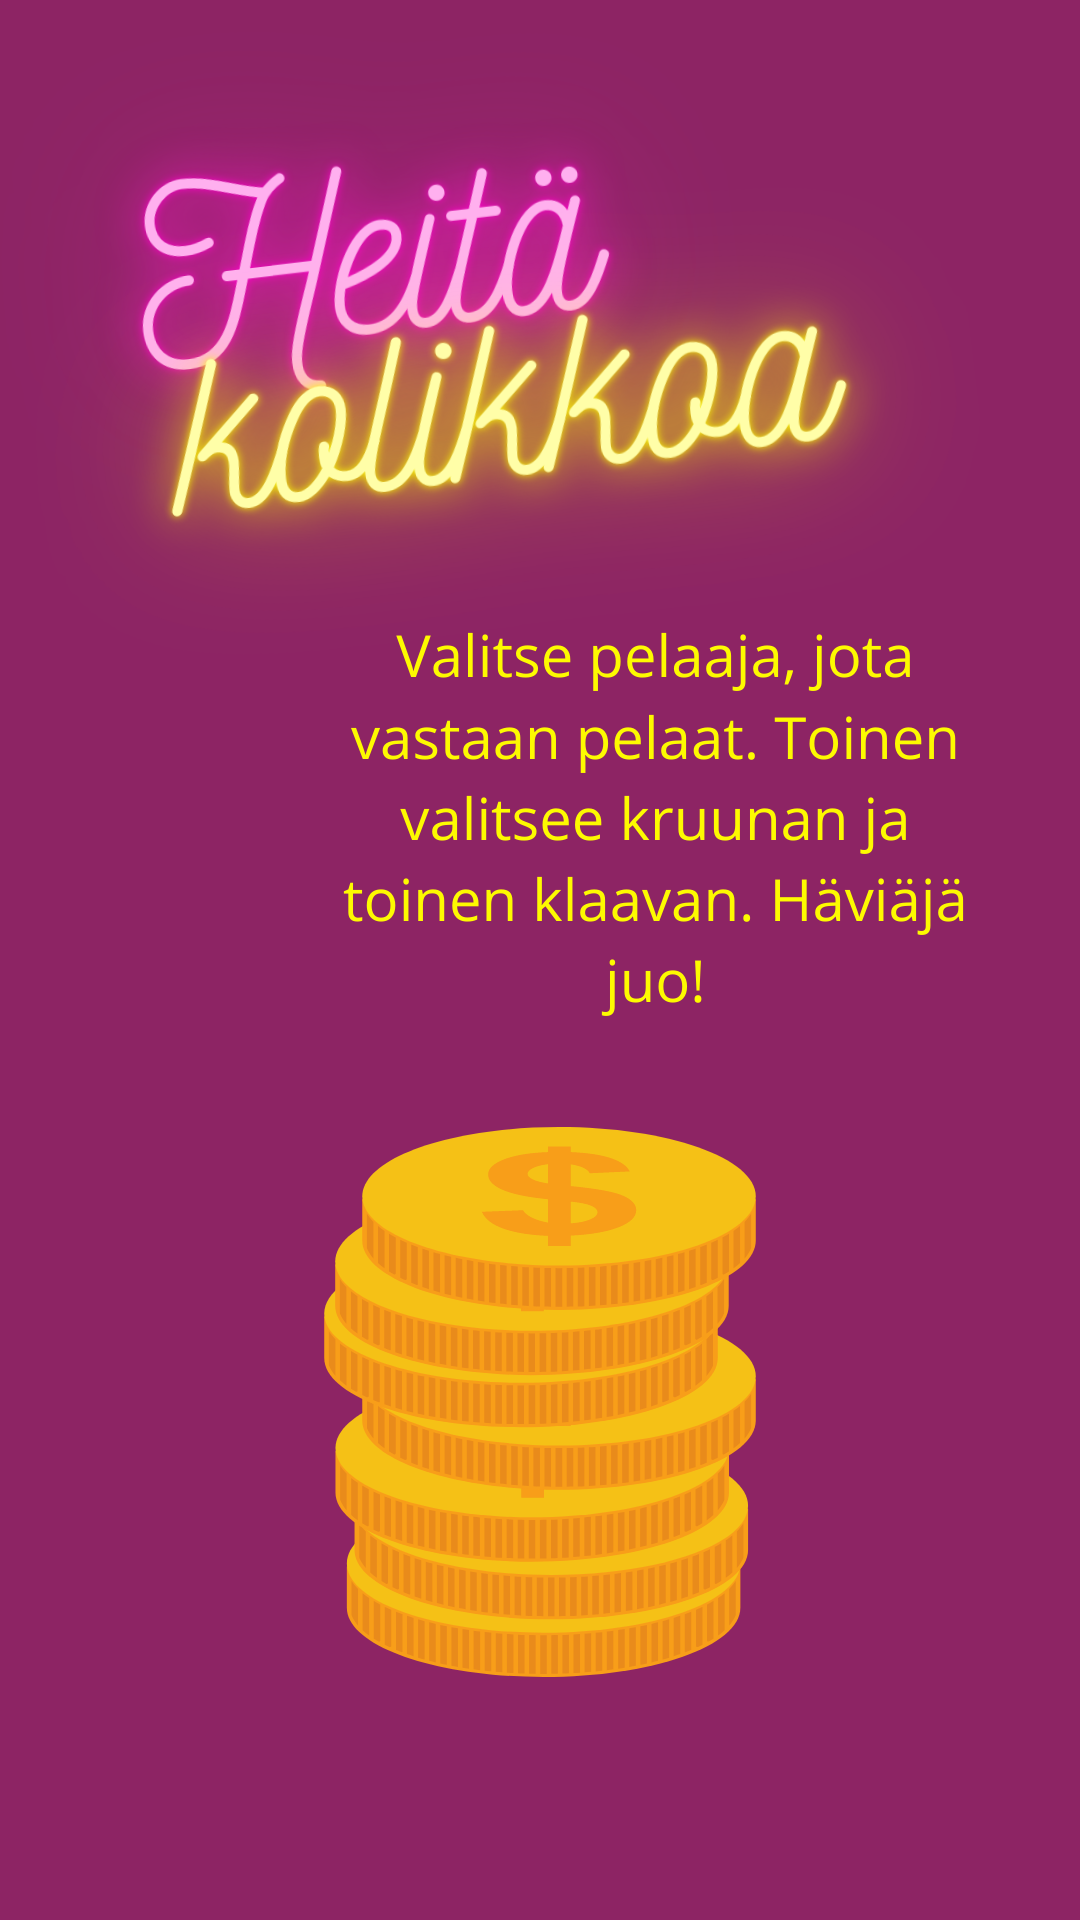 Heitä
kolikkoa
Valitse pelaaja, jota
vastaan pelaat. Toinen
valitsee kruunan ja
toinen klaavan. Häviäjä
juo!
$